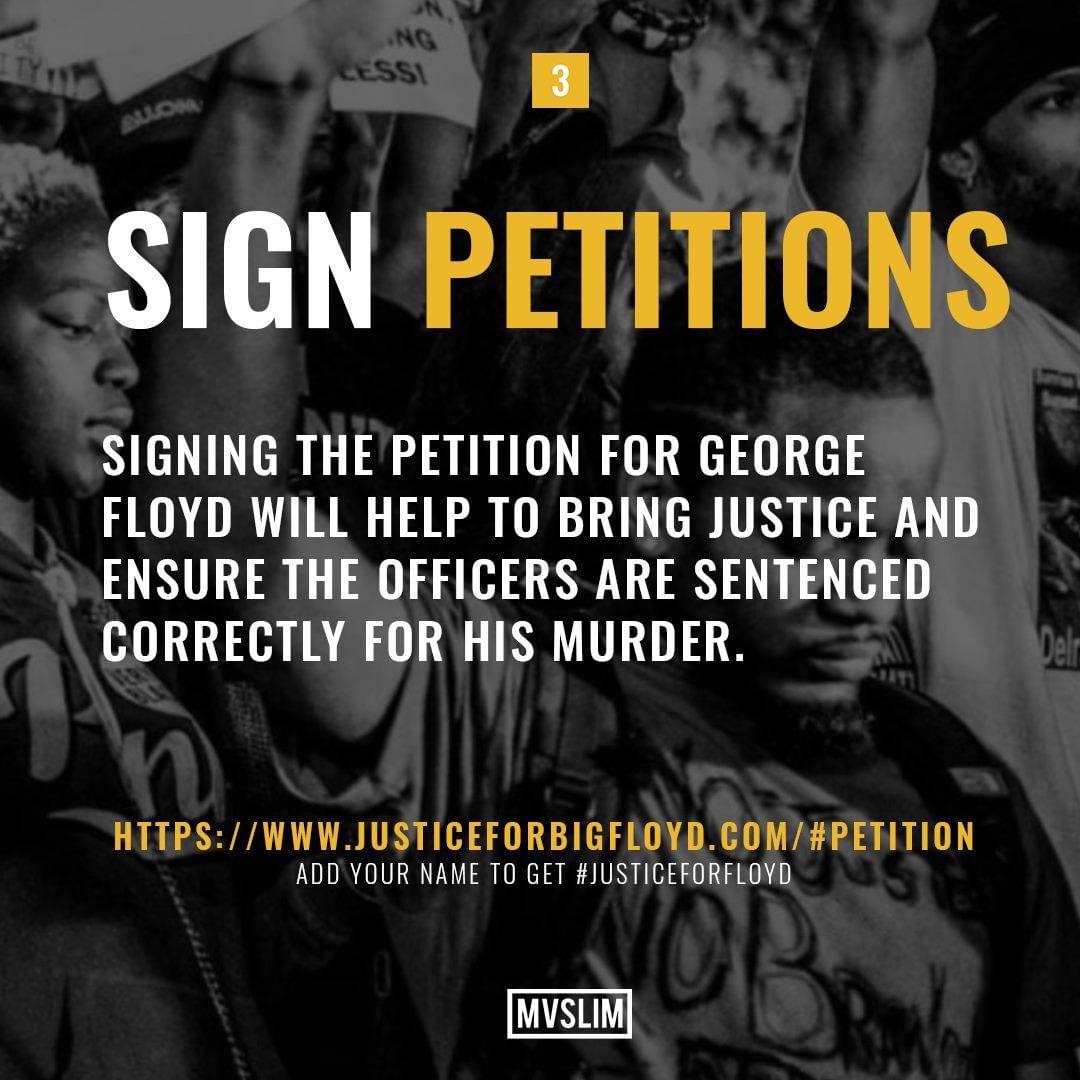 3
SIGN PETITIONS
SIGNING THE PETITION FOR GEORGE
FLOYD WILL HELP TO BRING JUSTICE AND
ENSURE THE OFFICERS ARE SENTENCED
CORRECTLY FOR HIS MURDER.
HTTPS://WWW.JUSTICEFORBIGFLOYD.COM/#PETITION
ADD YOUR NAME TO GET #JUSTICEFORFLOYD
MVSLIM